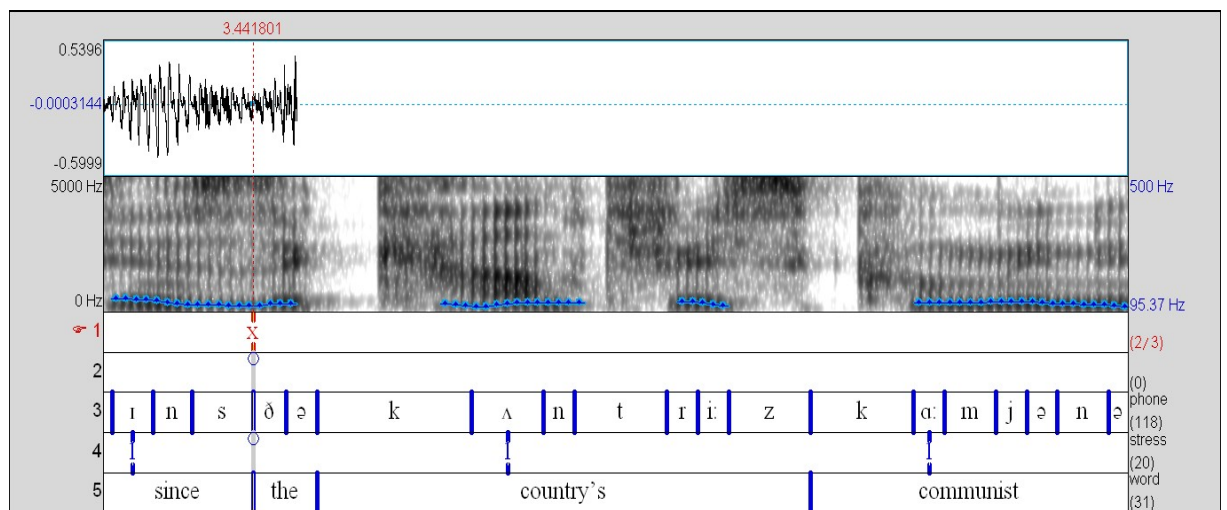 3.441801
0.5396
-0.0003144
-0.5999
5000 Hz 500 Hz
0 Hz 95.37 Hz
☞ 1 X (2/3)
2 (0)
3 ɪ n s ð ə k ʌ n t r iː z k ɑː m j ə n ə phone (118)
4 I I I stress (20)
5 since the country's communist word (31)